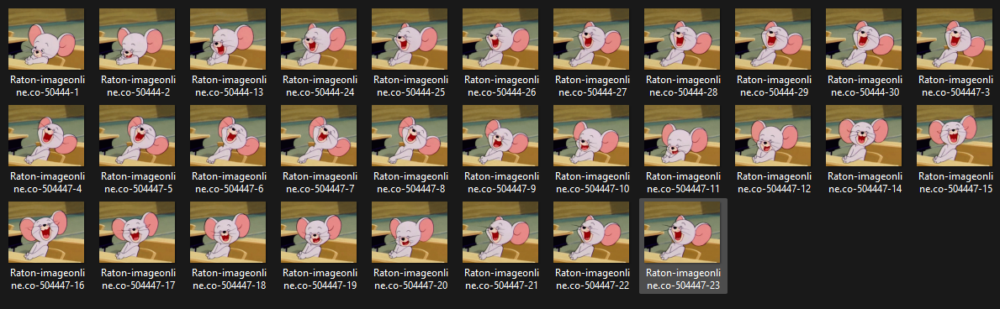 Raton-imageonli
ne.co-50444-1
Raton-imageonli
ne.co-50444-2
Raton-imageonli
ne.co-50444-13
Raton-imageonli
ne.co-50444-24
Raton-imageonli
ne.co-50444-25
Raton-imageonli
ne.co-50444-26
Raton-imageonli
ne.co-50444-27
Raton-imageonli
ne.co-50444-28
Raton-imageonli
ne.co-50444-29
Raton-imageonli
ne.co-50444-30
Raton-imageonli
ne.co-504447-3
Raton-imageonli
ne.co-504447-4
Raton-imageonli
ne.co-504447-5
Raton-imageonli
ne.co-504447-6
Raton-imageonli
ne.co-504447-7
Raton-imageonli
ne.co-504447-8
Raton-imageonli
ne.co-504447-9
Raton-imageonli
ne.co-504447-10
Raton-imageonli
ne.co-504447-11
Raton-imageonli
ne.co-504447-12
Raton-imageonli
ne.co-504447-14
Raton-imageonli
ne.co-504447-15
Raton-imageonli
ne.co-504447-16
Raton-imageonli
ne.co-504447-17
Raton-imageonli
ne.co-504447-18
Raton-imageonli
ne.co-504447-19
Raton-imageonli
ne.co-504447-20
Raton-imageonli
ne.co-504447-21
Raton-imageonli
ne.co-504447-22
Raton-imageonli
ne.co-504447-23